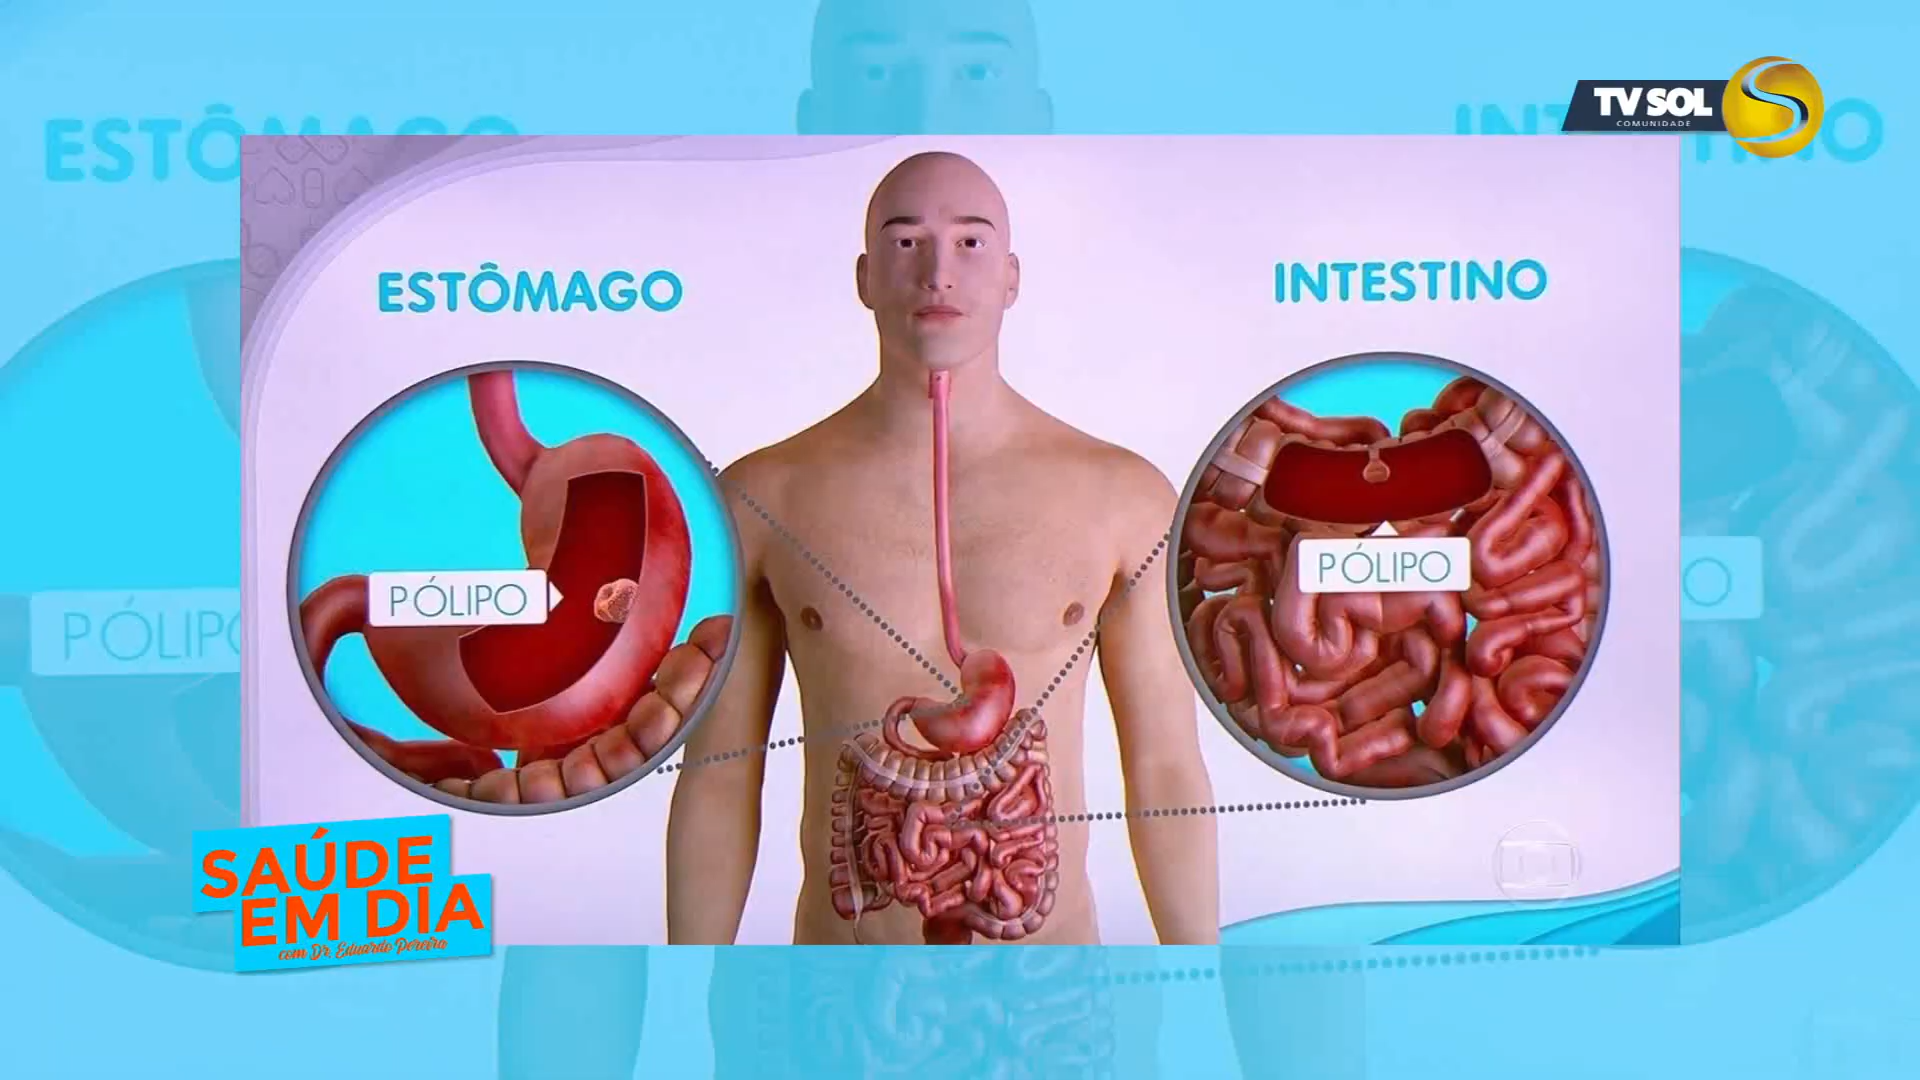 TV SOL
COMUNIDADE
ESTÔMAGO
INTESTINO
PÓLIPO
PÓLIPO
SAÚDE
EM DIA
com Dr. Eduardo Pereira